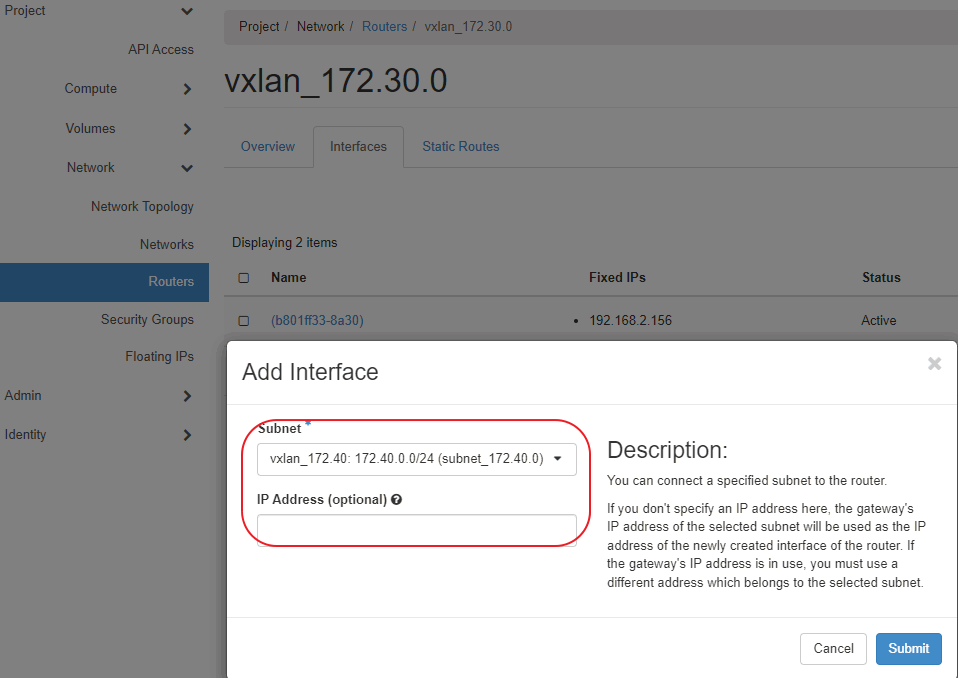 Project
API Access
Compute
Volumes
Network
Network Topology
Networks
Routers
Security Groups
Floating IPs
Admin
Identity
Project / Network / Routers / vxlan_172.30.0
vxlan_172.30.0
Overview Interfaces Static Routes
Displaying 2 items
Name Fixed IPs Status
(b801ff33-8a30) • 192.168.2.156 Active
Add Interface
Subnet *
vxlan_172.40: 172.40.0.0/24 (subnet_172.40.0)
IP Address (optional)
Description:
You can connect a specified subnet to the router.
If you don't specify an IP address here, the gateway's
IP address of the selected subnet will be used as the IP
address of the newly created interface of the router. If
the gateway's IP address is in use, you must use a
different address which belongs to the selected subnet.
Cancel Submit